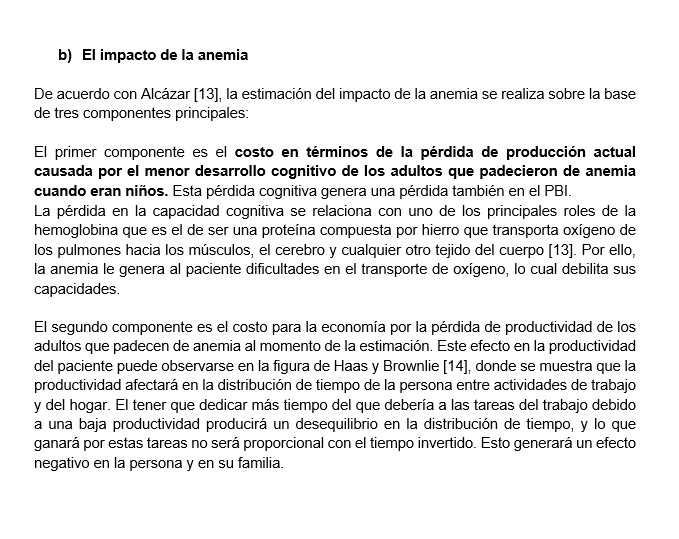 b) El impacto de la anemia
De acuerdo con Alcázar [13], la estimación del impacto de la anemia se realiza sobre la base
de tres componentes principales:
El primer componente es el costo en términos de la pérdida de producción actual
causada por el menor desarrollo cognitivo de los adultos que padecieron de anemia
cuando eran niños. Esta pérdida cognitiva genera una pérdida también en el PBI.
La pérdida en la capacidad cognitiva se relaciona con uno de los principales roles de la
hemoglobina que es el de ser una proteína compuesta por hierro que transporta oxígeno de
los pulmones hacia los músculos, el cerebro y cualquier otro tejido del cuerpo [13]. Por ello,
la anemia le genera al paciente dificultades en el transporte de oxígeno, lo cual debilita sus
capacidades.
El segundo componente es el costo para la economía por la pérdida de productividad de los
adultos que padecen de anemia al momento de la estimación. Este efecto en la productividad
del paciente puede observarse en la figura de Haas y Brownlie [14], donde se muestra que la
productividad afectará en la distribución de tiempo de la persona entre actividades de trabajo
y del hogar. El tener que dedicar más tiempo del que debería a las tareas del trabajo debido
a una baja productividad producirá un desequilibrio en la distribución de tiempo, y lo que
ganará por estas tareas no será proporcional con el tiempo invertido. Esto generará un efecto
negativo en la persona y en su familia.